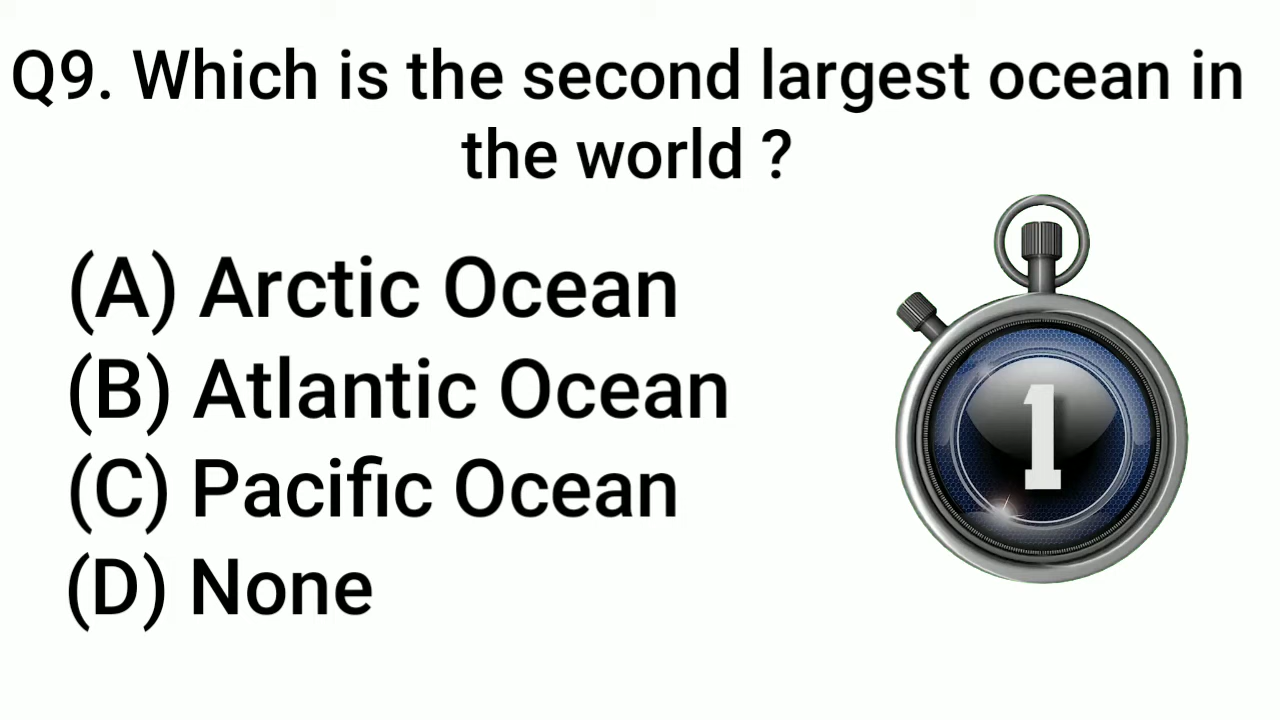 Q9. Which is the second largest ocean in
the world ?
(A) Arctic Ocean
(B) Atlantic Ocean
(C) Pacific Ocean
(D) None
1